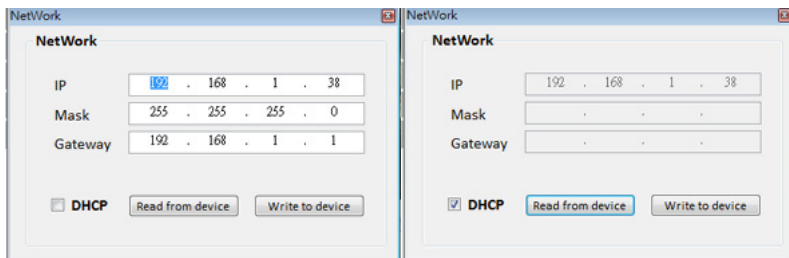 NetWork
NetWork
IP 192 . 168 . 1 . 38
Mask 255 . 255 . 255 . 0
Gateway 192 . 168 . 1 . 1
DHCP Read from device Write to device
NetWork
NetWork
IP 192 . 168 . 1 . 38
Mask . . .
Gateway . . .
DHCP Read from device Write to device